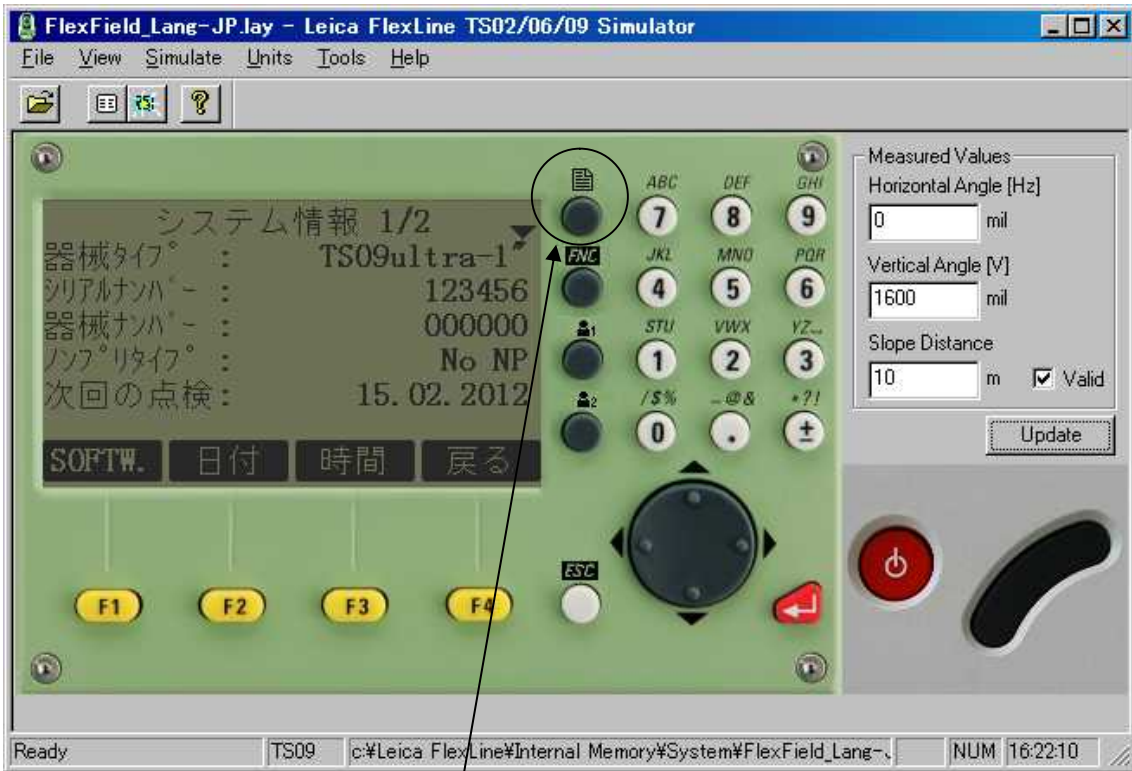 FlexField_Lang-JP.lay - Leica FlexLine TS02/06/09 Simulator
File View Simulate Units Tools Help
システム情報 1/2
器械ﾀｲﾌﾟ : TS09ultra-1"
ｼﾘｱﾙﾅﾝﾊﾞｰ : 123456
器械ﾅﾝﾊﾞｰ : 000000
ﾉﾝﾌﾟﾘﾀｲﾌﾟ : No NP
次回の点検: 15.02.2012
SOFTW. 日付 時間 戻る
F1 F2 F3 F4
ABC DEF GHI
7 8 9
FNC JKL MNO PQR
4 5 6
1 STU VWX YZ_
1 2 3
2 /$% _@& *?!
0 . ±
ESC
Measured Values
Horizontal Angle [Hz]
0 mil
Vertical Angle [V]
1600 mil
Slope Distance
10 m Valid
Update
Ready TS09 c:¥Leica FlexLine¥Internal Memory¥System¥FlexField_Lang-J NUM 16:22:10